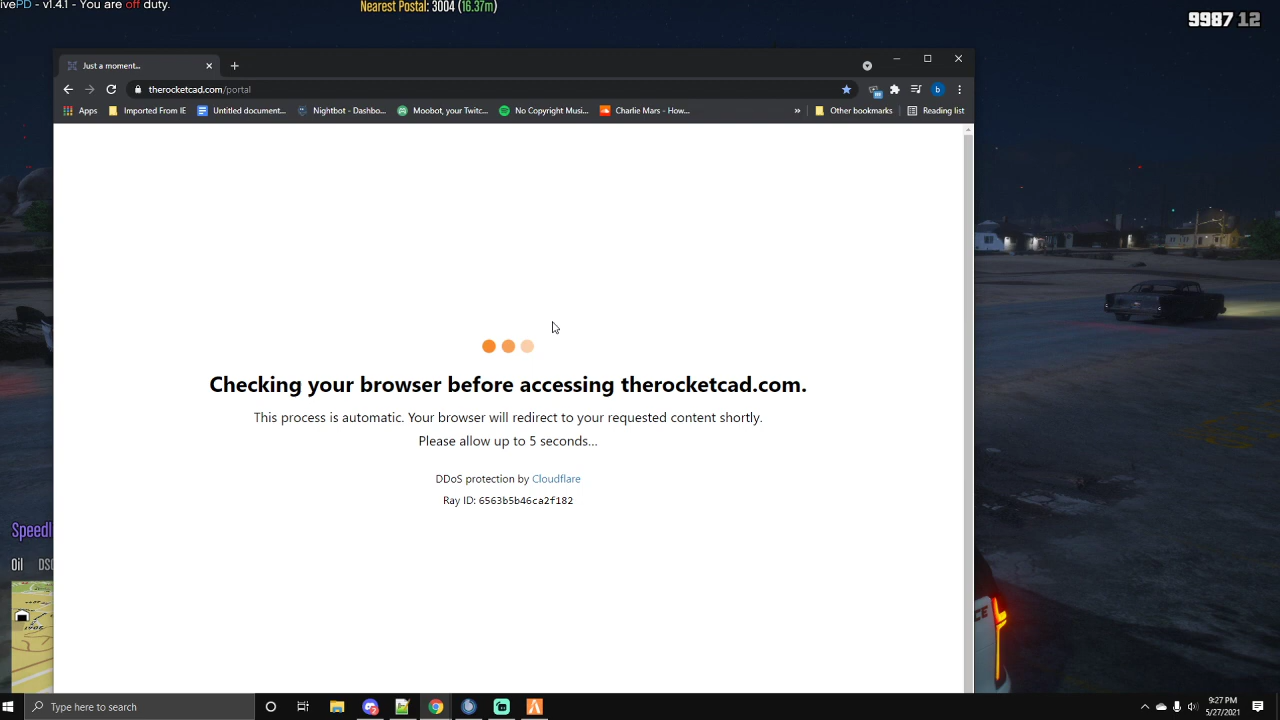 ivePD - v1.4.1 - You are off duty.
Nearest Postal: 3004 (16.37m)
9987 12
Just a moment...
therocketcad.com/portal
b
Apps
Imported From IE
Untitled document...
Nightbot - Dashbo...
Moobot, your Twitc...
No Copyright Musi...
Charlie Mars - How...
»
Other bookmarks
Reading list
Checking your browser before accessing therocketcad.com.
This process is automatic. Your browser will redirect to your requested content shortly.
Please allow up to 5 seconds...
DDoS protection by Cloudflare
Ray ID: 6563b5b46ca2f182
Speedl
Oil DSC
CE
Type here to search
9:27 PM
5/27/2021